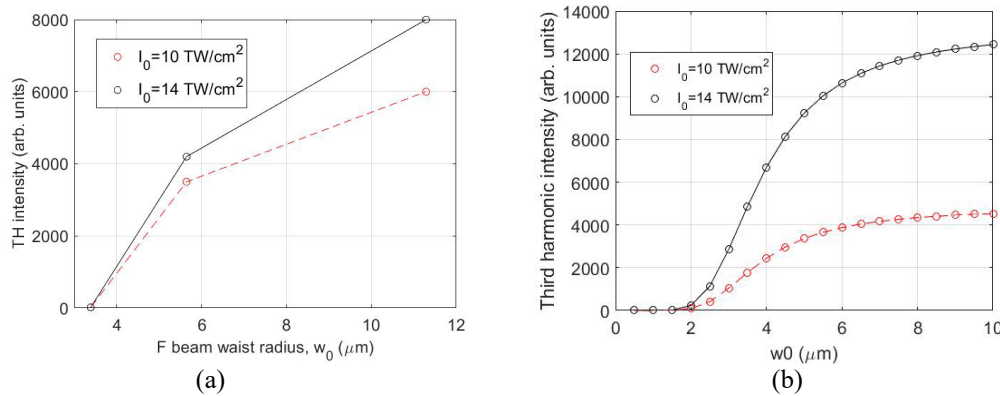 8000
6000
4000
2000
0
TH intensity (arb. units)
I₀=10 TW/cm²
I₀=14 TW/cm²
4
6
8
10
12
F beam waist radius, w₀ (μm)
(a)
14000
12000
10000
8000
6000
4000
2000
0
Third harmonic intensity (arb. units)
I₀=10 TW/cm²
I₀=14 TW/cm²
0
2
4
6
8
10
w0 (μm)
(b)